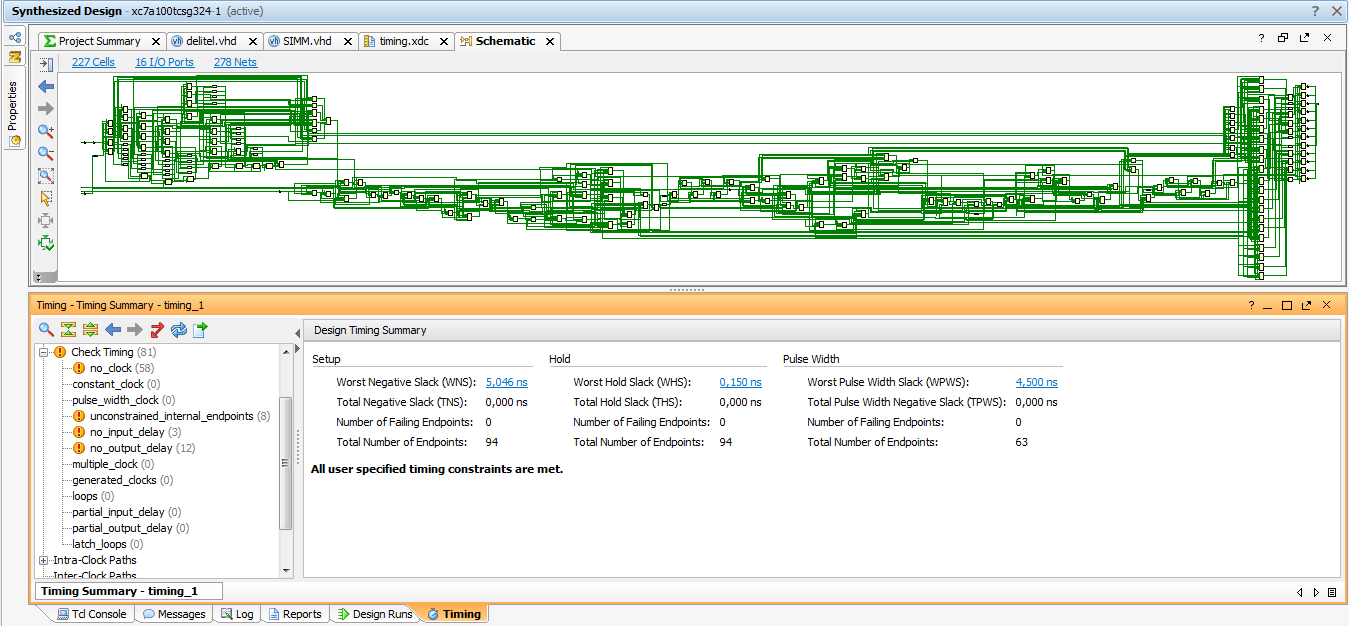 Synthesized Design - xc7a100tcsg324-1 (active)
Properties
Project Summary delitel.vhd SIMM.vhd timing.xdc Schematic
227 Cells 16 I/O Ports 278 Nets
Timing - Timing Summary - timing_1
Check Timing (81)
no_clock (58)
constant_clock (0)
pulse_width_clock (0)
unconstrained_internal_endpoints (8)
no_input_delay (3)
no_output_delay (12)
multiple_clock (0)
generated_clocks (0)
loops (0)
partial_input_delay (0)
partial_output_delay (0)
latch_loops (0)
Intra-Clock Paths
Inter-Clock Paths
Design Timing Summary
Setup
Worst Negative Slack (WNS): 5,046 ns
Total Negative Slack (TNS): 0,000 ns
Number of Failing Endpoints: 0
Total Number of Endpoints: 94
Hold
Worst Hold Slack (WHS): 0,150 ns
Total Hold Slack (THS): 0,000 ns
Number of Failing Endpoints: 0
Total Number of Endpoints: 94
Pulse Width
Worst Pulse Width Slack (WPWS): 4,500 ns
Total Pulse Width Negative Slack (TPWS): 0,000 ns
Number of Failing Endpoints: 0
Total Number of Endpoints: 63
All user specified timing constraints are met.
Timing Summary - timing_1
Tcl Console Messages Log Reports Design Runs Timing